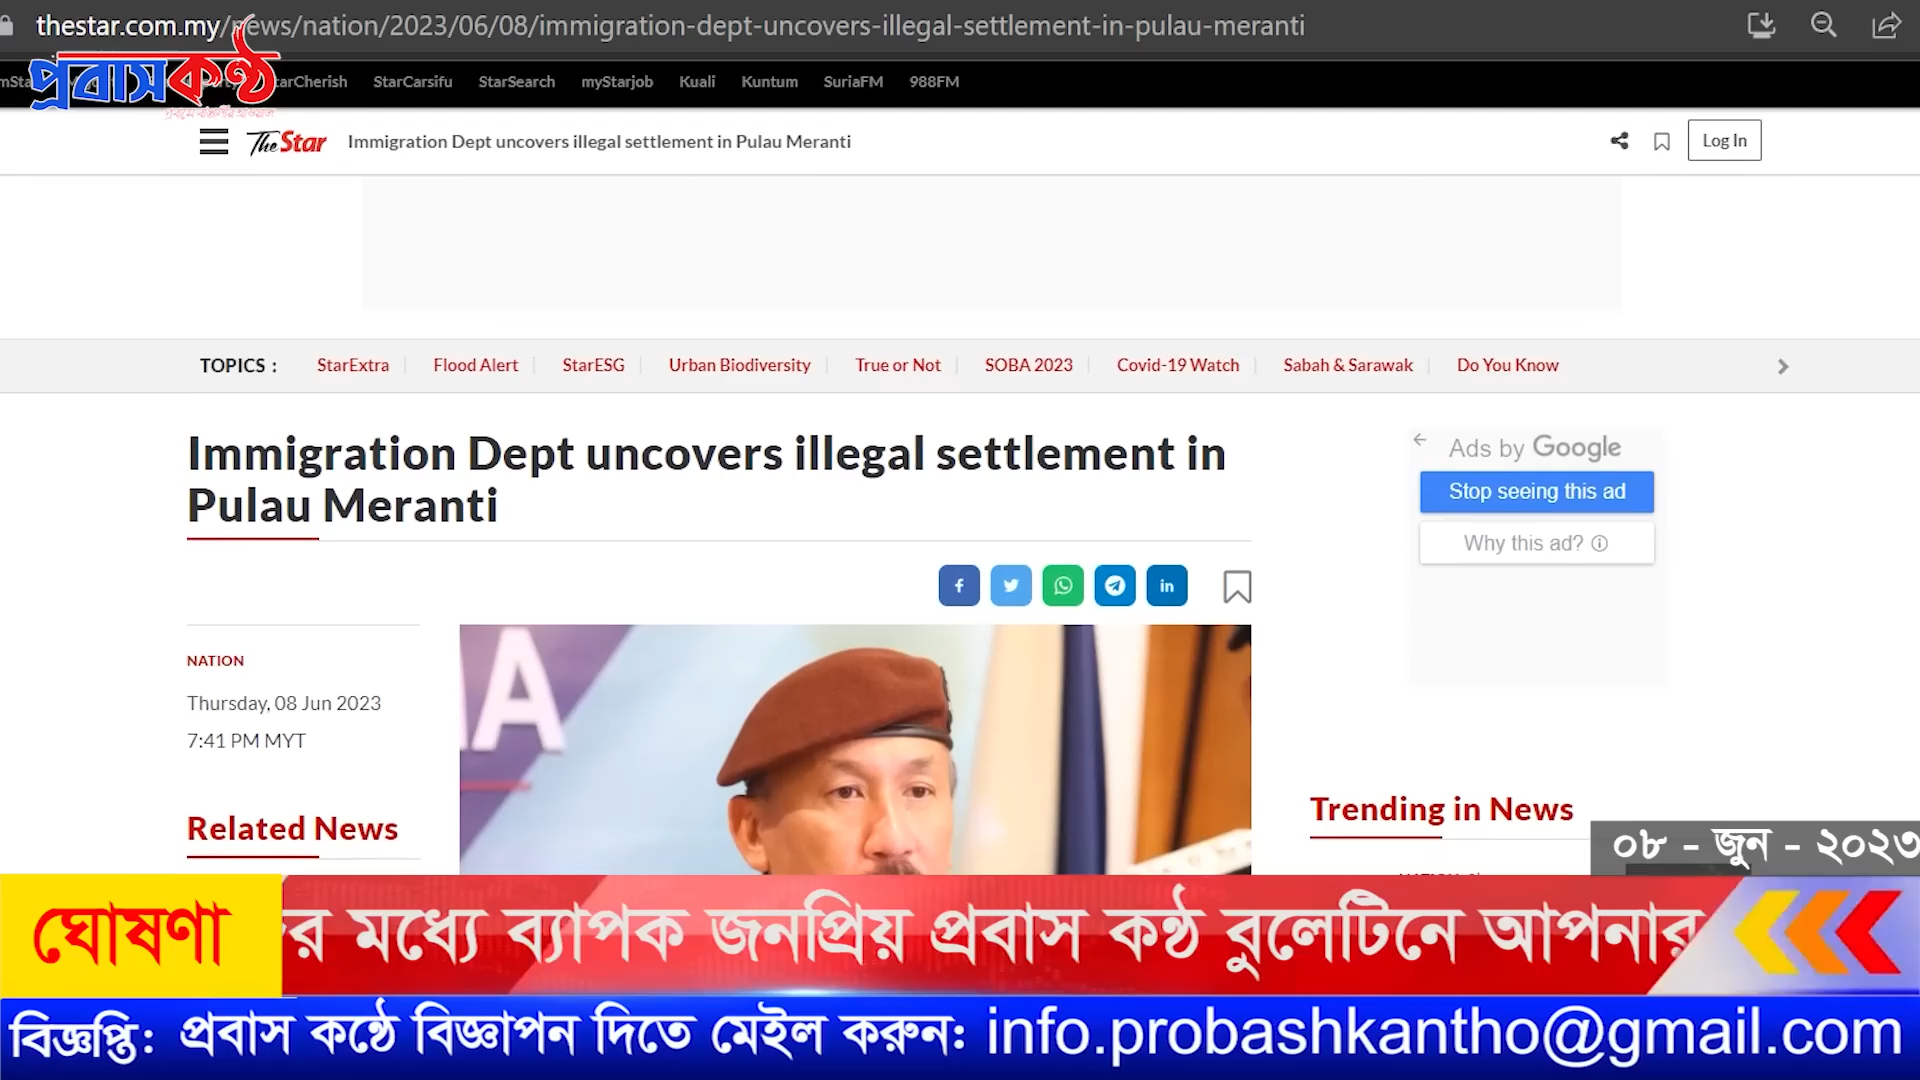 thestar.com.my/news/nation/2023/06/08/immigration-dept-uncovers-illegal-settlement-in-pulau-meranti
প্রবাস কণ্ঠ
StarCarsifu StarSearch myStarjob Kuali Kuntum SuriaFM 988FM
The Star Immigration Dept uncovers illegal settlement in Pulau Meranti Log In
TOPICS : StarExtra Flood Alert StarESG Urban Biodiversity True or Not SOBA 2023 Covid-19 Watch Sabah & Sarawak Do You Know
Immigration Dept uncovers illegal settlement in
Pulau Meranti
Ads by Google
Stop seeing this ad
Why this ad?
NATION
Thursday, 08 Jun 2023
7:41 PM MYT
Related News
Trending in News
০৮ - জুন - ২০২৩
ঘোষণা
র মধ্যে ব্যাপক জনপ্রিয় প্রবাস কণ্ঠ বুলেটিনে আপনার
বিজ্ঞপ্তি: প্রবাস কণ্ঠে বিজ্ঞাপন দিতে মেইল করুন: info.probashkantho@gmail.com